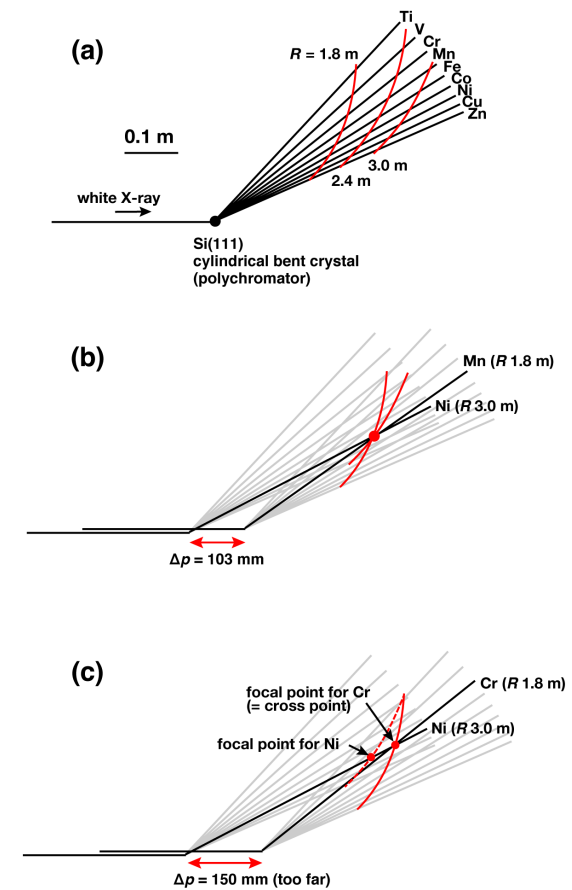 (a)
Ti
V
Cr
Mn
Fe
Co
Ni
Cu
Zn
R = 1.8 m
3.0 m
2.4 m
0.1 m
white X-ray
Si(111)
cylindrical bent crystal
(polychromator)
(b)
Mn (R 1.8 m)
Ni (R 3.0 m)
Δp = 103 mm
(c)
Cr (R 1.8 m)
focal point for Cr
(= cross point)
Ni (R 3.0 m)
focal point for Ni
Δp = 150 mm (too far)